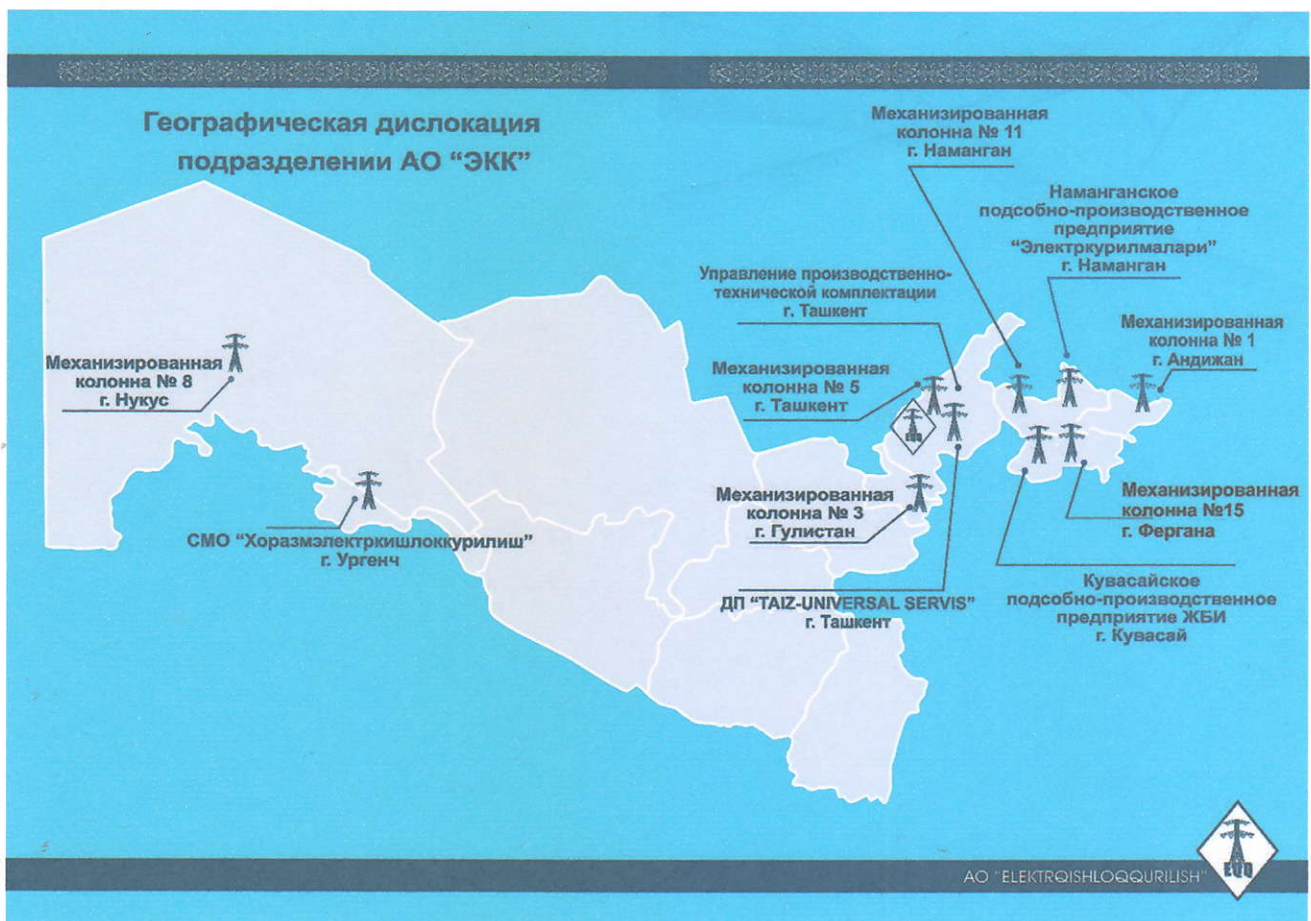 Географическая дислокация
подразделении АО “ЭКК”
Механизированная
колонна № 11
г. Наманган
Наманганское
подсобно-производственное
предприятие
“Электркурилмалари”
г. Наманган
Управление производственно-
технической комплектации
г. Ташкент
Механизированная
колонна № 1
г. Андижан
Механизированная
колонна № 8
г. Нукус
Механизированная
колонна № 5
г. Ташкент
Механизированная
колонна № 3
г. Гулистан
Механизированная
колонна №15
г. Фергана
СМО “Хоразмэлектркишлоккурилиш”
г. Ургенч
ДП “TAIZ-UNIVERSAL SERVIS”
г. Ташкент
Кувасайское
подсобно-производственное
предприятие ЖБИ
г. Кувасай
АО "ELEKTRQISHLOQQURILISH"
EQQ